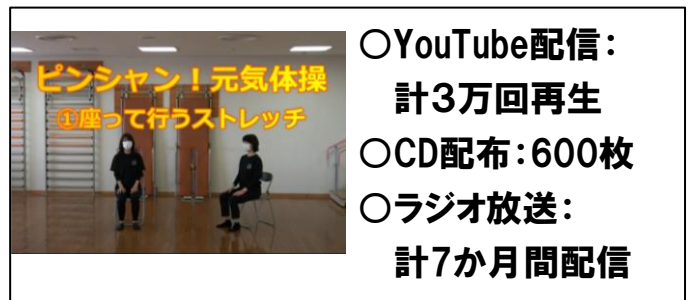 ピンシャン！元気体操
①座って行うストレッチ
○YouTube配信：
計３万回再生
○CD配布：600枚
○ラジオ放送：
計7か月間配信